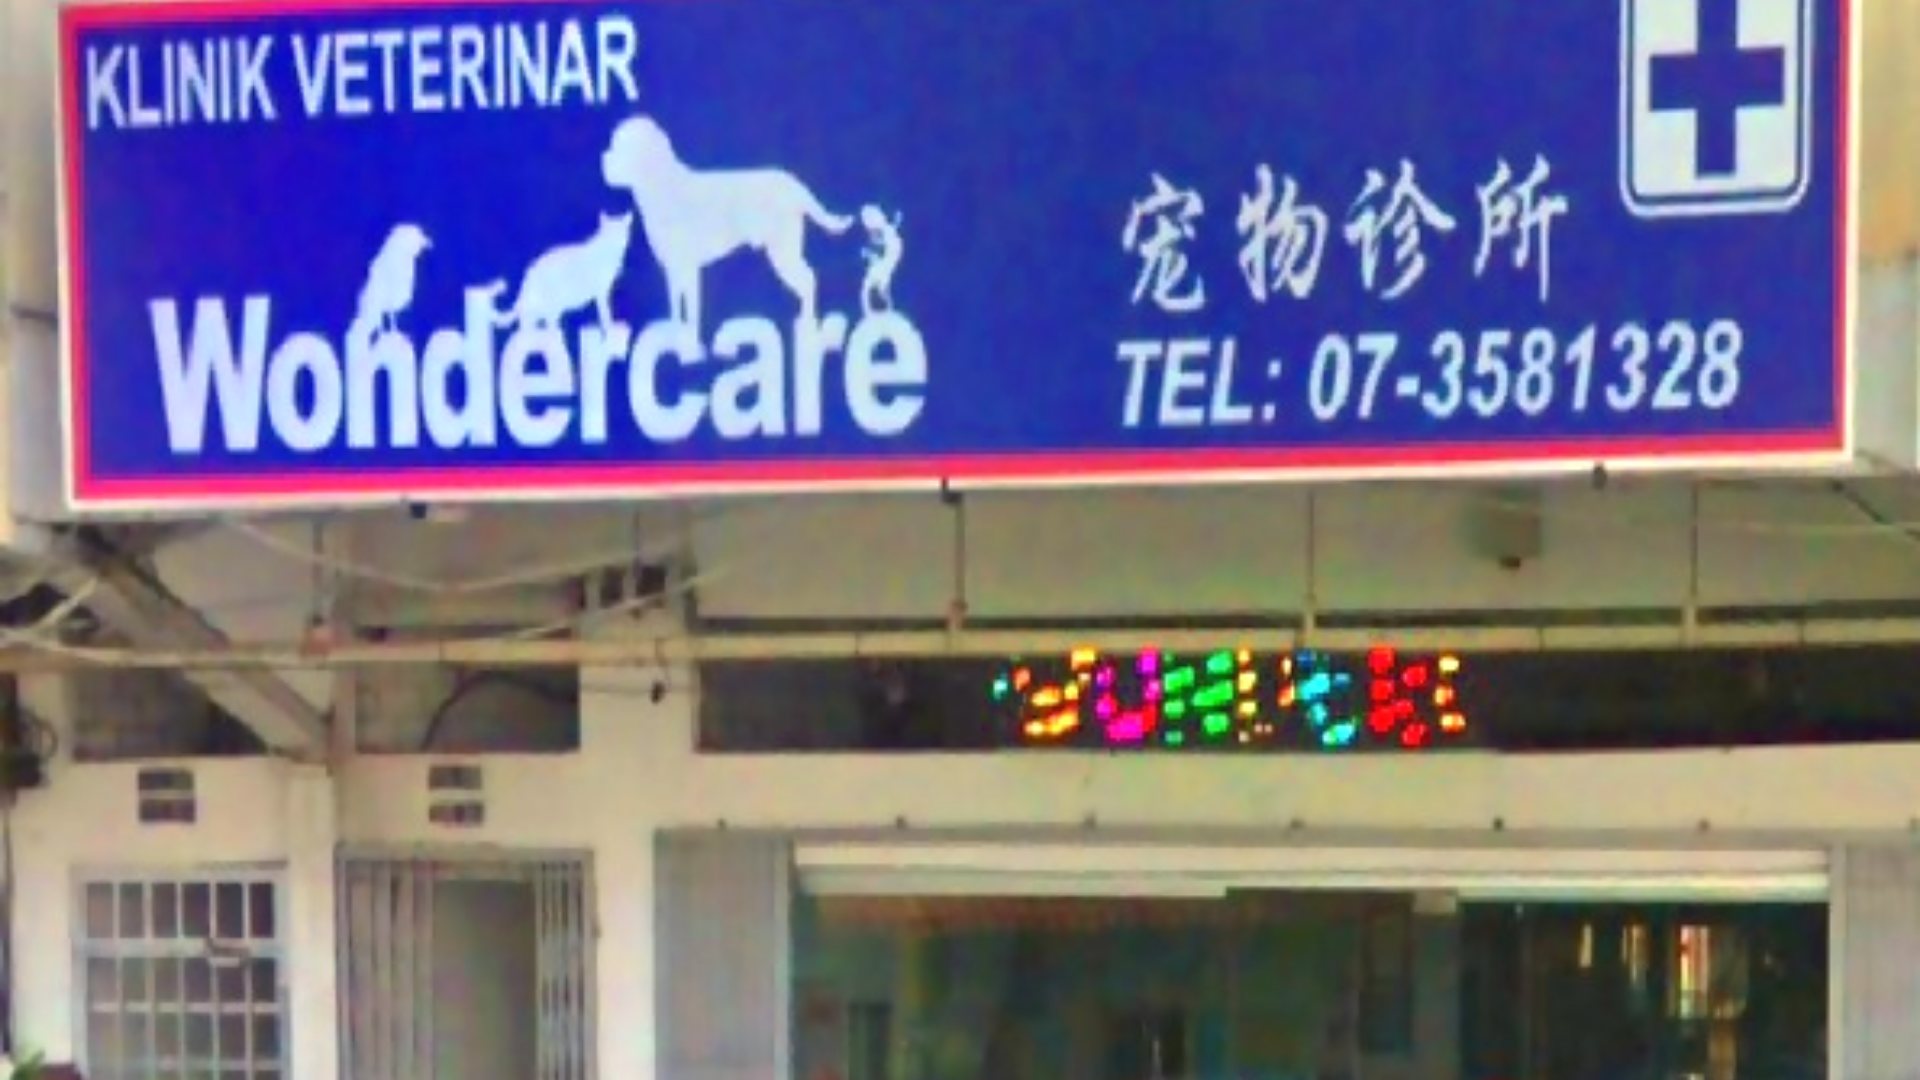 KLINIK VETERINAR
Wondercare
宠物诊所
TEL: 07-3581328